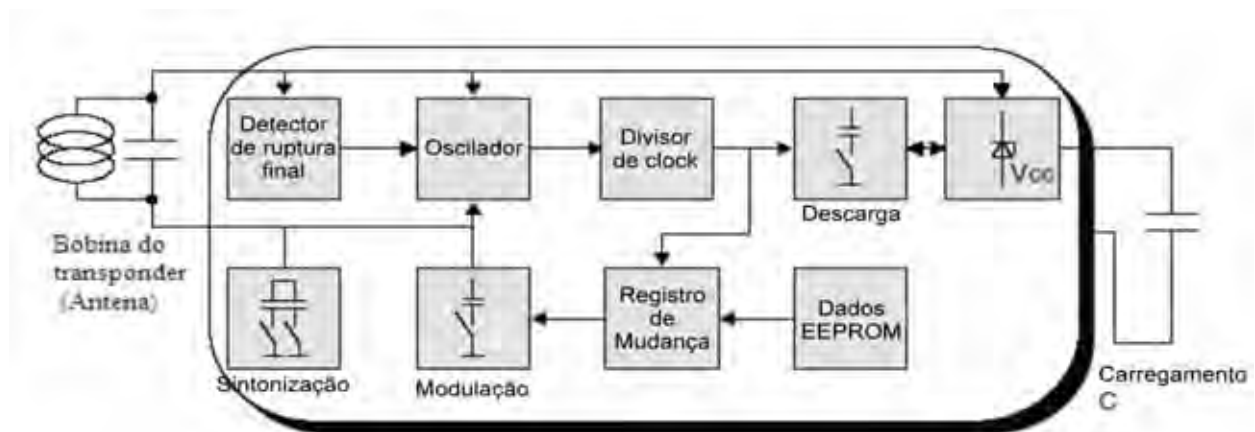 Detector
de ruptura
final
Oscilador
Divisor
de clock
Descarga
Vcc
Bobina do
transponder
(Antena)
Sintonização
Modulação
Registro
de
Mudança
Dados
EEPROM
Carregamento
C